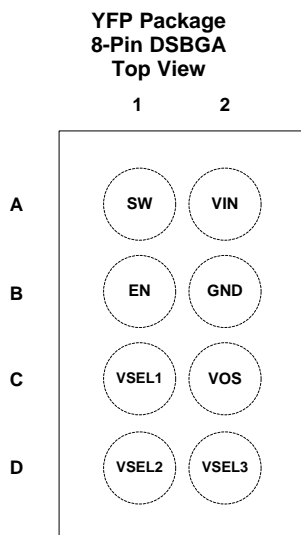 YFP Package
8-Pin DSBGA
Top View
1 2
A SW VIN
B EN GND
C VSEL1 VOS
D VSEL2 VSEL3